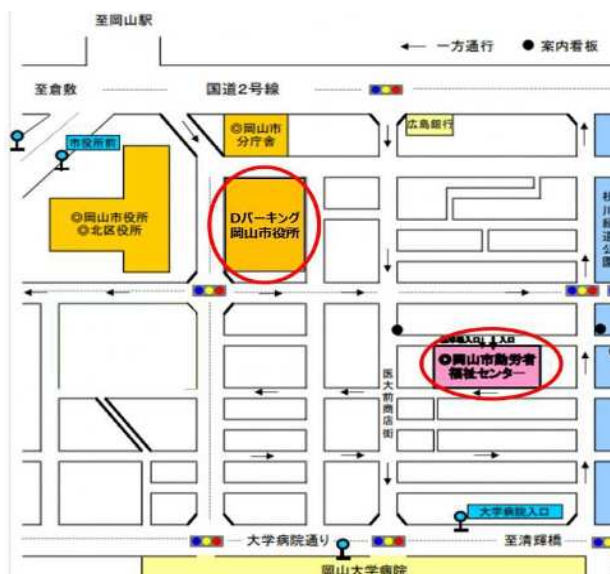 至岡山駅
一方通行
案内看板
至倉敷
国道2号線
市役所前
◎岡山市
分庁舎
広島銀行
◎岡山市役所
◎北区役所
Dパーキング
岡山市役所
入口
◎岡山市勤労者
福祉センター
医大前商店街
大学病院入口
大学病院通り
至清輝橋
岡山大学病院